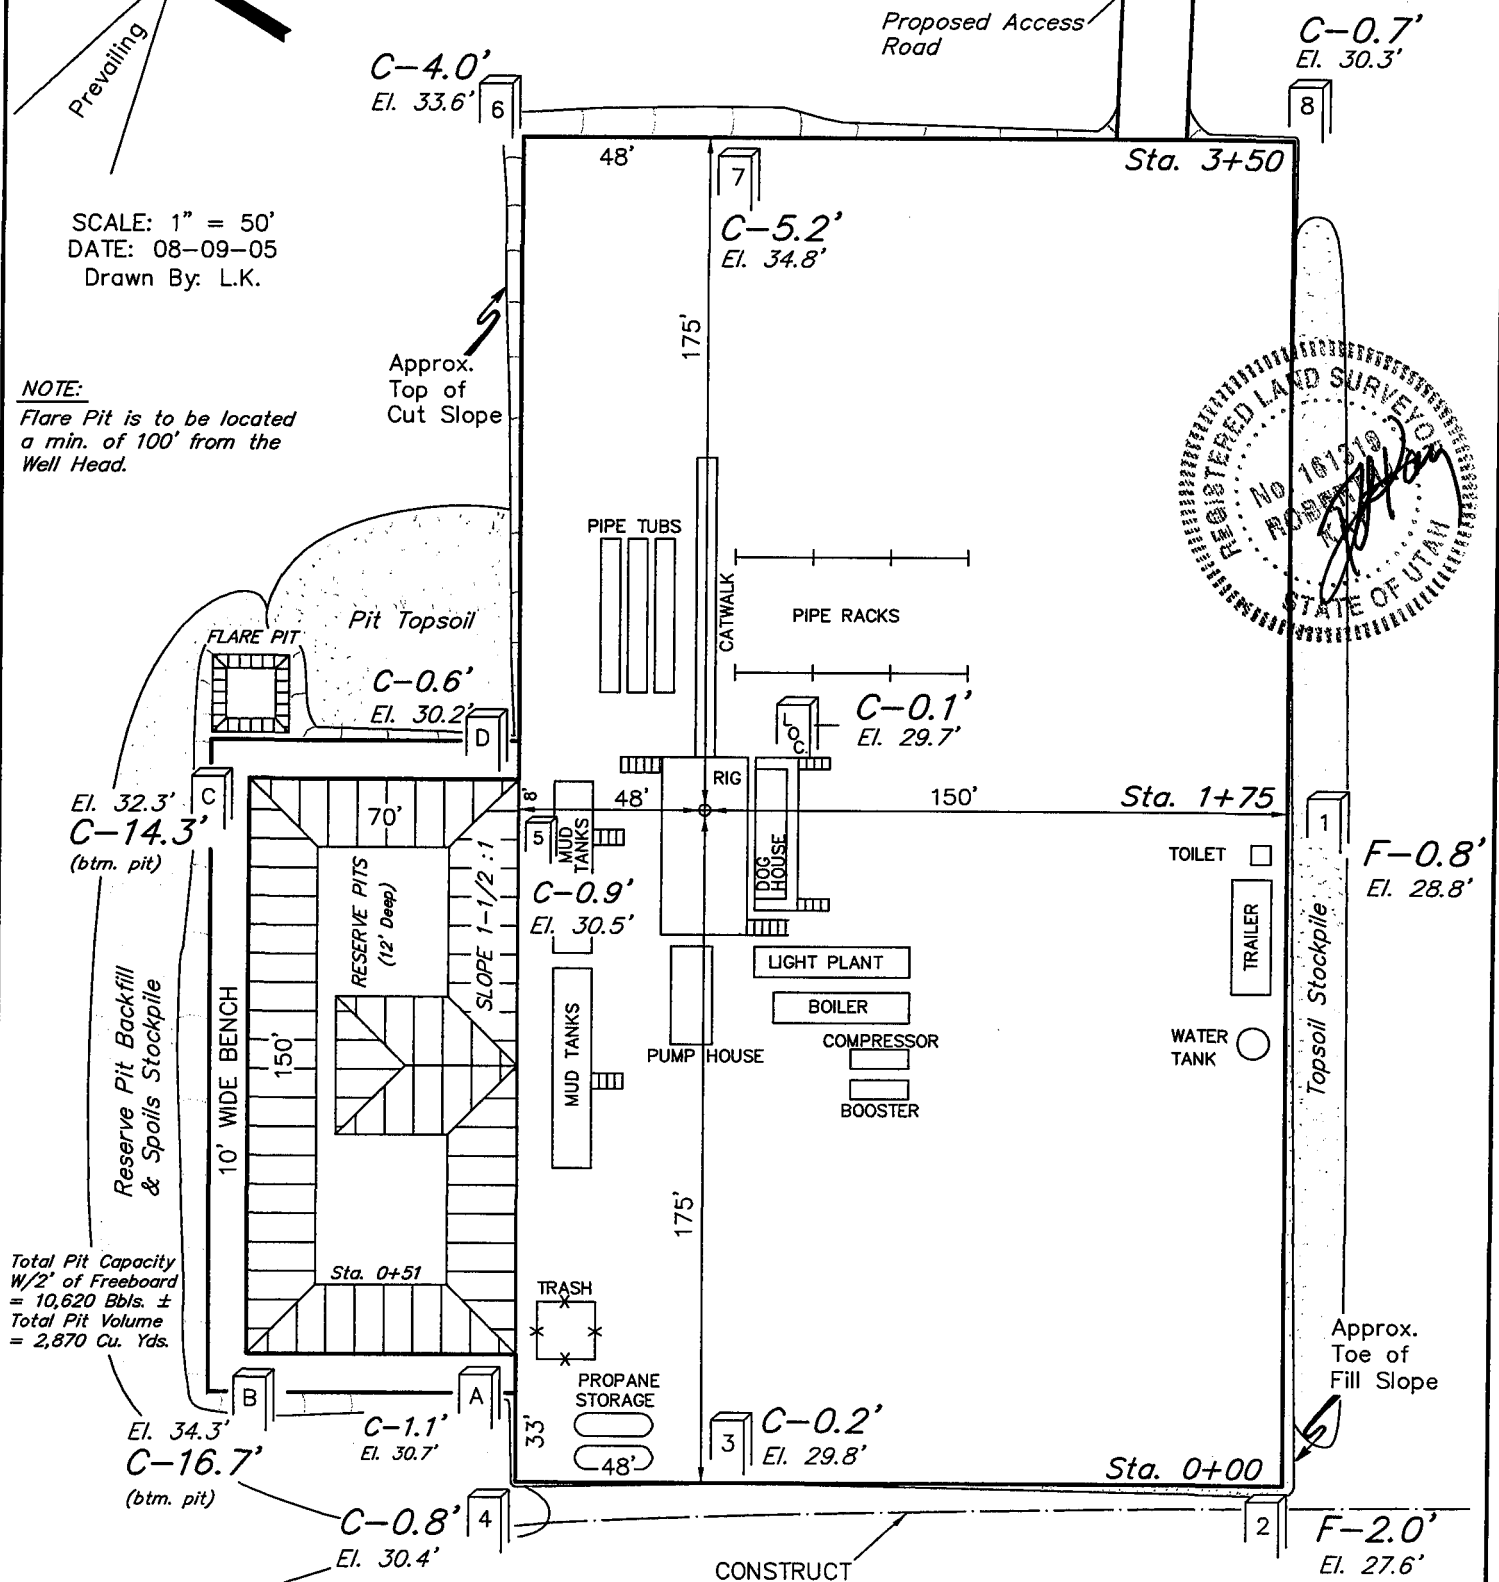 Proposed Access
Road
C-0.7'
El. 30.3'
Prevailing
C-4.0'
El. 33.6'
6
8
48'
7
Sta. 3+50
C-5.2'
El. 34.8'
SCALE: 1" = 50'
DATE: 08-09-05
Drawn By: L.K.
175'
Approx.
Top of
Cut Slope
NOTE:
Flare Pit is to be located
a min. of 100' from the
Well Head.
REGISTERED LAND SURVEYOR
No. 161319
ROBERT
STATE OF UTAH
PIPE TUBS
CATWALK
PIPE RACKS
Pit Topsoil
FLARE PIT
C-0.6'
El. 30.2'
D
LOC.
C-0.1'
El. 29.7'
RIG
C
El. 32.3'
C-14.3'
(btm. pit)
70'
8'
48'
150'
Sta. 1+75
1
5
MUD
TANKS
DOG
HOUSE
TOILET
F-0.8'
El. 28.8'
C-0.9'
El. 30.5'
RESERVE PITS
(12' Deep)
SLOPE 1-1/2 :1
TRAILER
LIGHT PLANT
BOILER
COMPRESSOR
BOOSTER
PUMP HOUSE
MUD TANKS
WATER
TANK
Topsoil Stockpile
Reserve Pit Backfill
& Spoils Stockpile
10' WIDE BENCH
150'
175'
Total Pit Capacity
W/2' of Freeboard
= 10,620 Bbls. ±
Total Pit Volume
= 2,870 Cu. Yds.
Sta. 0+51
TRASH
Approx.
Toe of
Fill Slope
PROPANE
STORAGE
B
A
El. 34.3'
C-16.7'
(btm. pit)
C-1.1'
El. 30.7'
33'
48'
3
C-0.2'
El. 29.8'
Sta. 0+00
C-0.8'
El. 30.4'
4
2
F-2.0'
El. 27.6'
CONSTRUCT